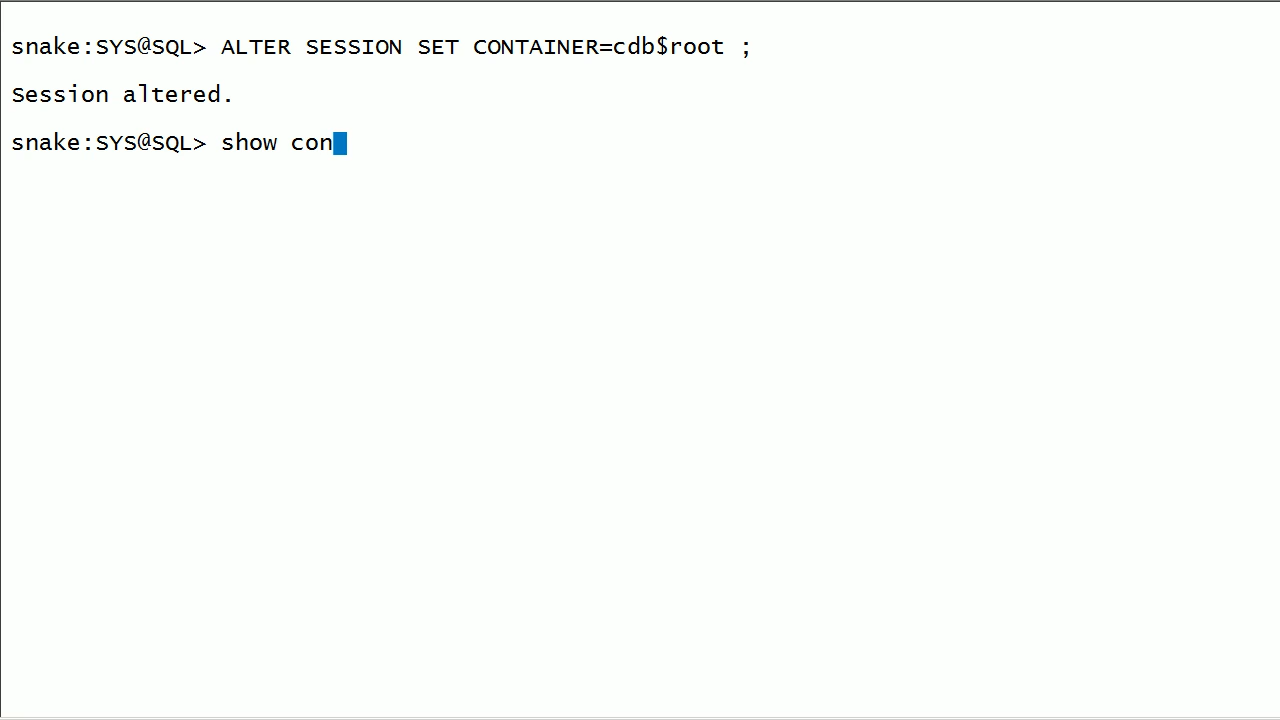 snake:SYS@SQL> ALTER SESSION SET CONTAINER=cdb$root ;
Session altered.
snake:SYS@SQL> show con